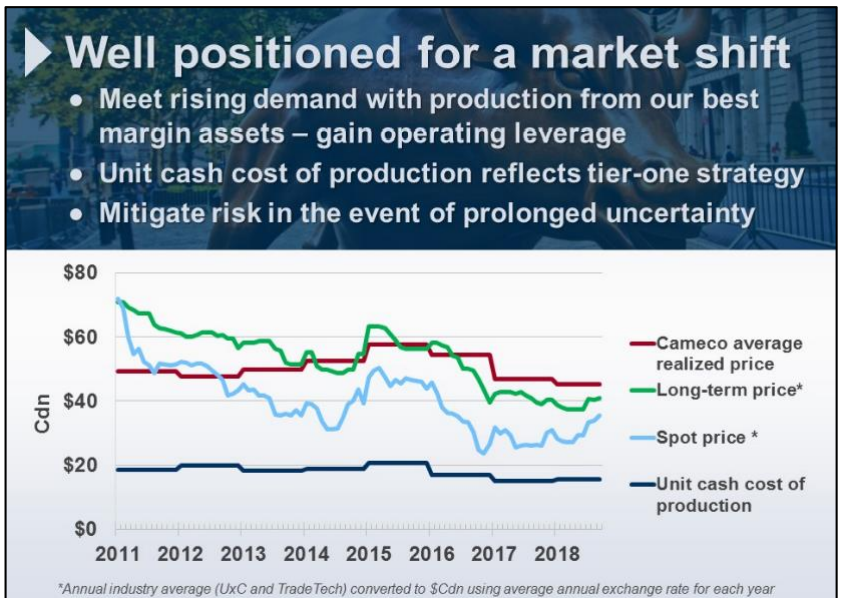 Well positioned for a market shift
● Meet rising demand with production from our best
margin assets – gain operating leverage
● Unit cash cost of production reflects tier-one strategy
● Mitigate risk in the event of prolonged uncertainty
$80
$60
$40
$20
$0
Cdn
2011 2012 2013 2014 2015 2016 2017 2018
Cameco average
realized price
Long-term price*
Spot price *
Unit cash cost of
production
*Annual industry average (UxC and TradeTech) converted to $Cdn using average annual exchange rate for each year